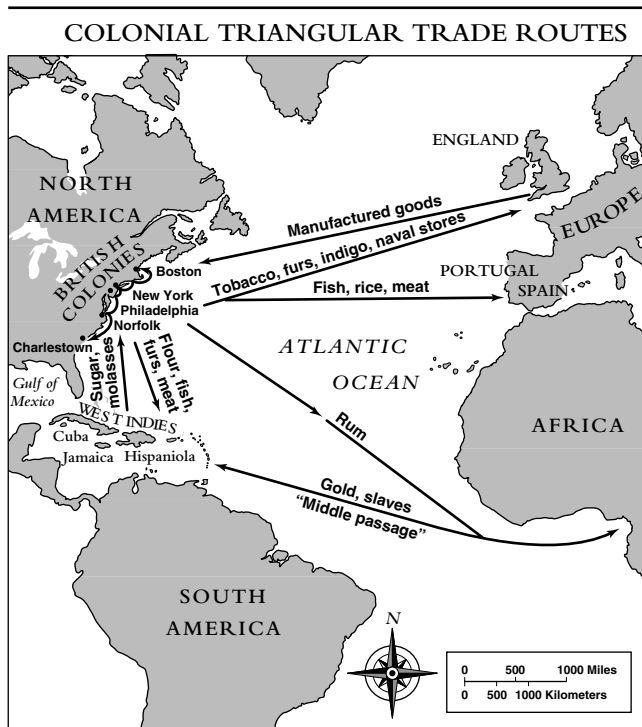 COLONIAL TRIANGULAR TRADE ROUTES
ENGLAND
NORTH
AMERICA
EUROPE
Manufactured goods
Tobacco, furs, indigo, naval stores
BRITISH
COLONIES
Boston
PORTUGAL
SPAIN
Fish, rice, meat
New York
Philadelphia
Norfolk
Charlestown
Sugar,
molasses
Flour, fish,
furs, meat
ATLANTIC
OCEAN
Gulf of
Mexico
WEST INDIES
Rum
AFRICA
Cuba
Jamaica
Hispaniola
Gold, slaves
“Middle passage”
SOUTH
AMERICA
N
0 500 1000 Miles
0 500 1000 Kilometers